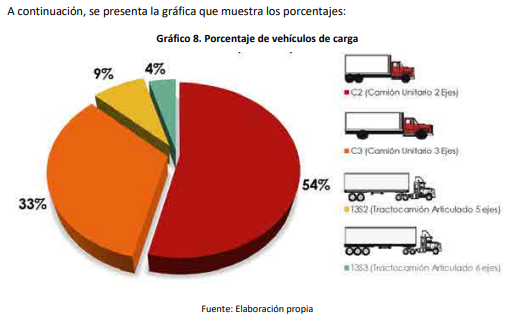 A continuación, se presenta la gráfica que muestra los porcentajes:
Gráfico 8. Porcentaje de vehículos de carga
4%
9%
33%
54%
C2 (Camión Unitario 2 Ejes)
C3 (Camión Unitario 3 Ejes)
T3S2 (Tractocamión Articulado 5 ejes)
T3S3 (Tractocamión Articulado 6 ejes)
Fuente: Elaboración propia